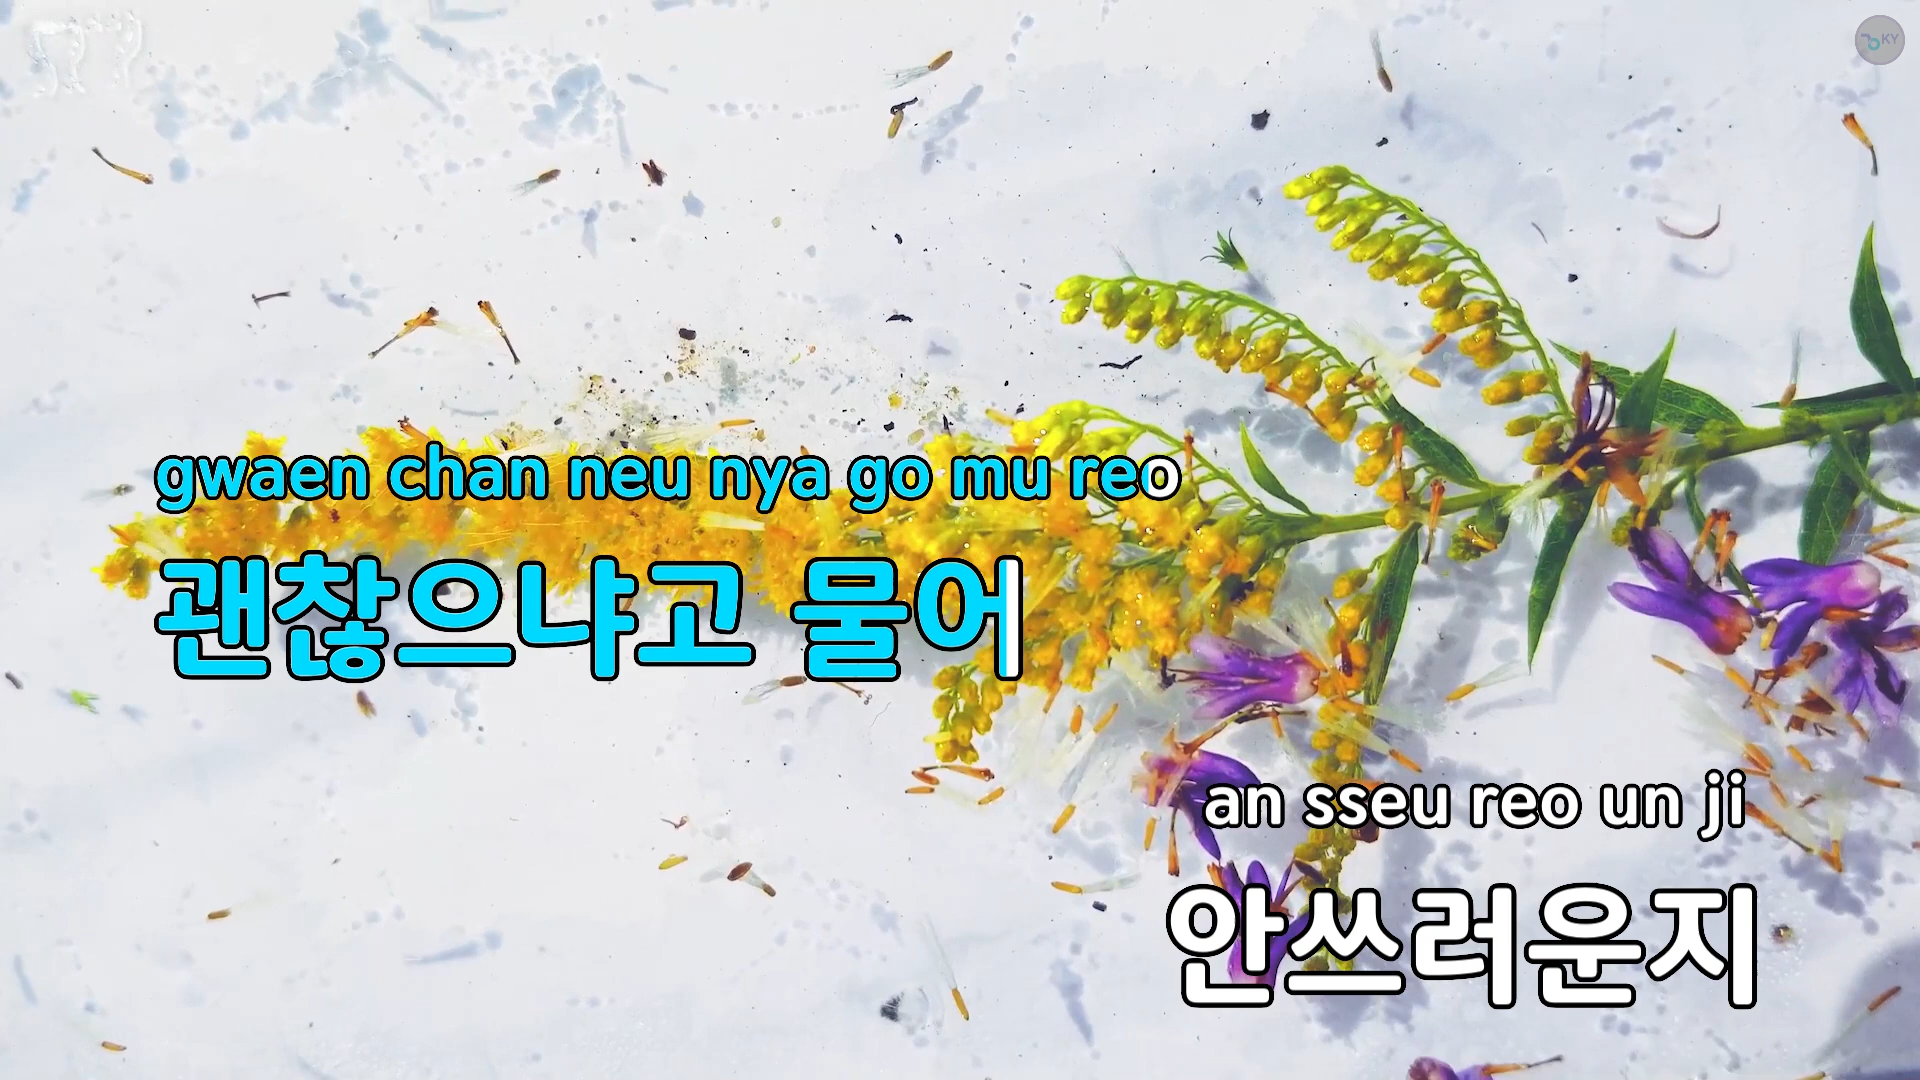 KY
gwaen chan neu nya go mu reo
괜찮으냐고 물어
an sseu reo un ji
안쓰러운지